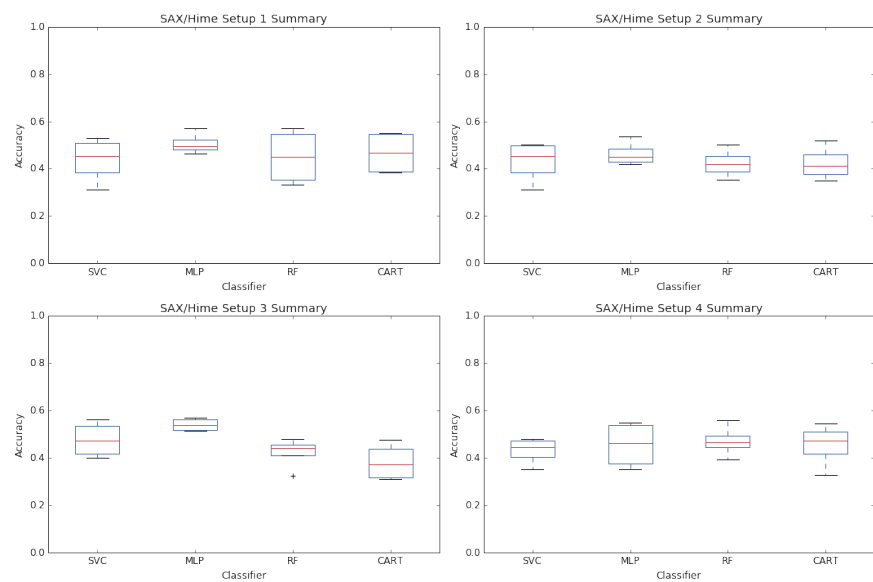 SAX/Hime Setup 1 Summary
1.0
0.8
0.6
0.4
0.2
0.0
Accuracy
SVC MLP RF CART
Classifier
SAX/Hime Setup 2 Summary
1.0
0.8
0.6
0.4
0.2
0.0
Accuracy
SVC MLP RF CART
Classifier
SAX/Hime Setup 3 Summary
1.0
0.8
0.6
0.4
0.2
0.0
Accuracy
SVC MLP RF CART
Classifier
SAX/Hime Setup 4 Summary
1.0
0.8
0.6
0.4
0.2
0.0
Accuracy
SVC MLP RF CART
Classifier